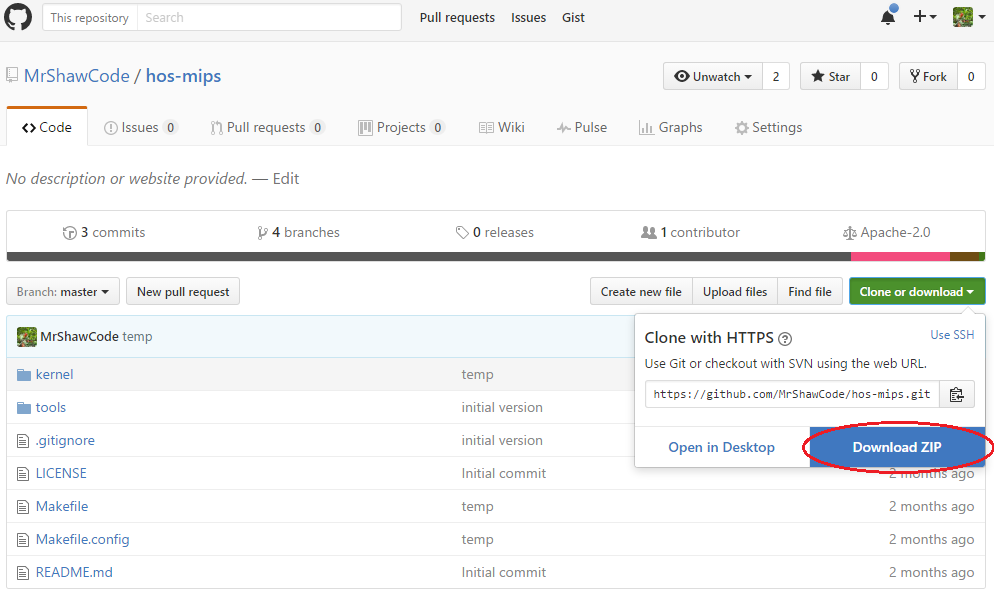 This repository Search Pull requests Issues Gist
MrShawCode / hos-mips Unwatch 2 Star 0 Fork 0
Code Issues 0 Pull requests 0 Projects 0 Wiki Pulse Graphs Settings
No description or website provided. — Edit
3 commits 4 branches 0 releases 1 contributor Apache-2.0
Branch: master New pull request Create new file Upload files Find file Clone or download
MrShawCode temp
Clone with HTTPS ? Use SSH
Use Git or checkout with SVN using the web URL.
https://github.com/MrShawCode/hos-mips.git
Open in Desktop Download ZIP
kernel temp
tools initial version
.gitignore initial version
LICENSE Initial commit 2 months ago
Makefile temp 2 months ago
Makefile.config temp 2 months ago
README.md Initial commit 2 months ago